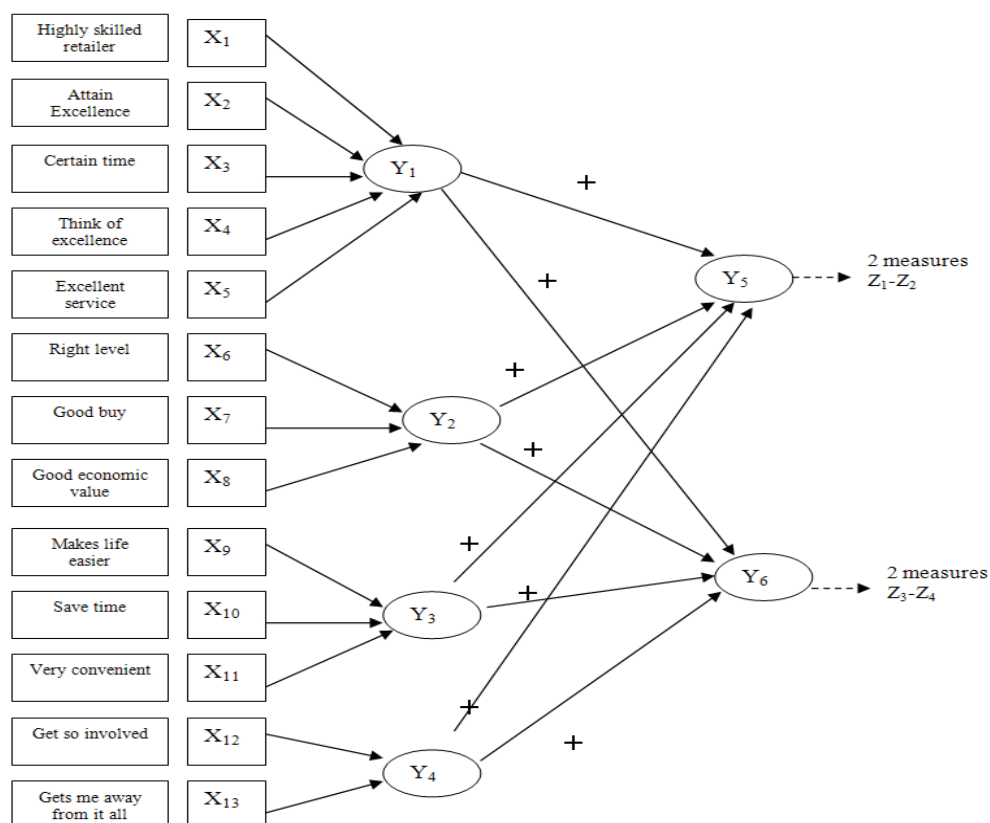 Highly skilled
retailer
X1
Attain
Excellence
X2
Certain time
X3
Think of
excellence
X4
Excellent
service
X5
Right level
X6
Good buy
X7
Good economic
value
X8
Makes life
easier
X9
Save time
X10
Very convenient
X11
Get so involved
X12
Gets me away
from it all
X13
Y1
Y2
Y3
Y4
+
+
+
+
+
+
+
+
Y5
2 measures
Z1-Z2
Y6
2 measures
Z3-Z4